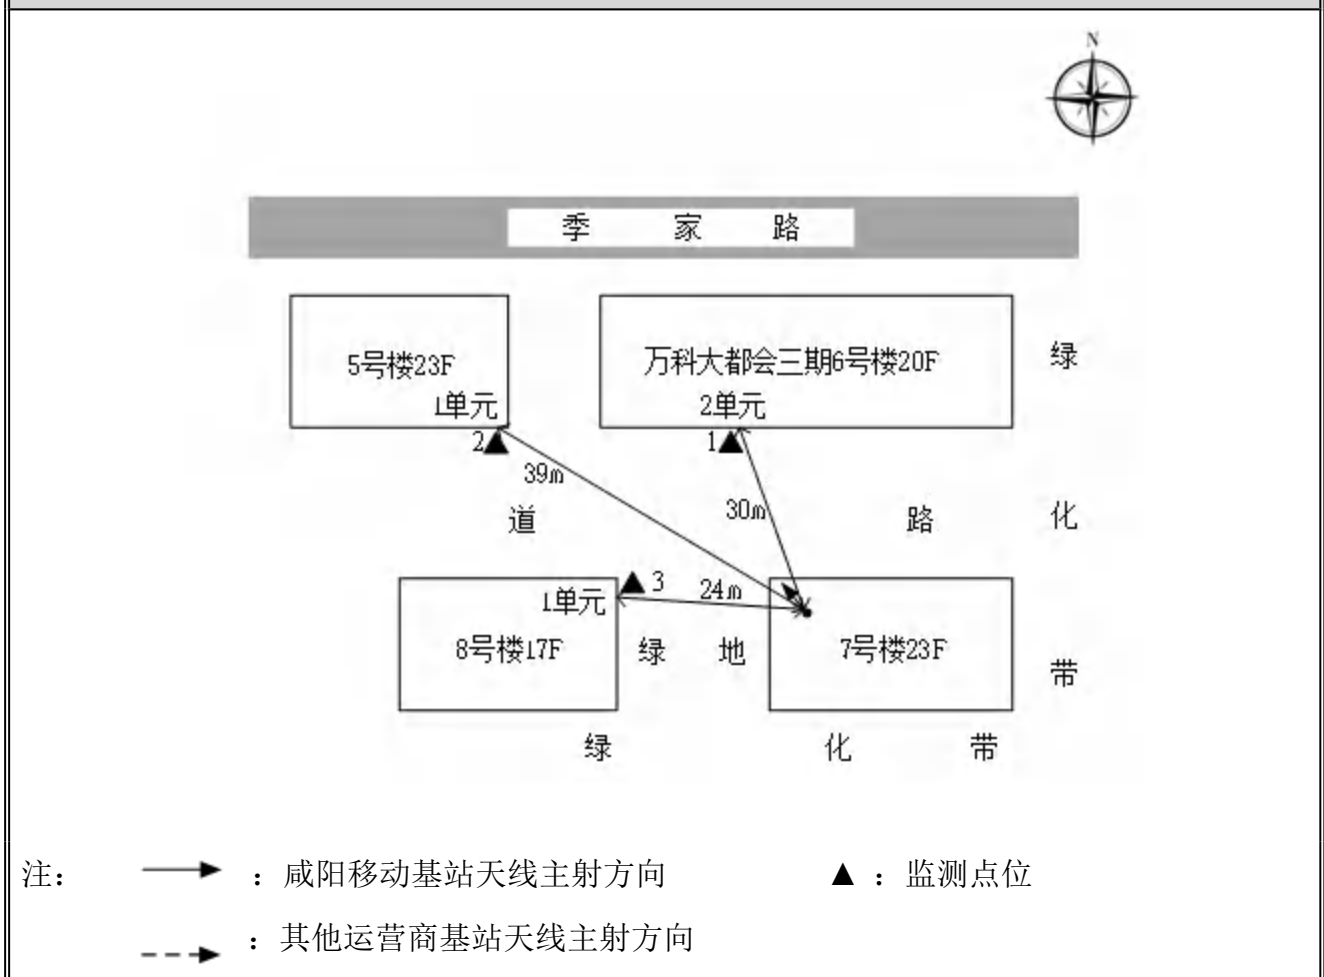 N
季 家 路
5号楼23F
万科大都会三期6号楼20F
绿
1单元
2单元
2▲
1▲
39m
30m
道
路
化
▲3
24m
1单元
8号楼17F
绿 地
7号楼23F
带
绿 化 带
注： ：咸阳移动基站天线主射方向 ▲：监测点位
：其他运营商基站天线主射方向